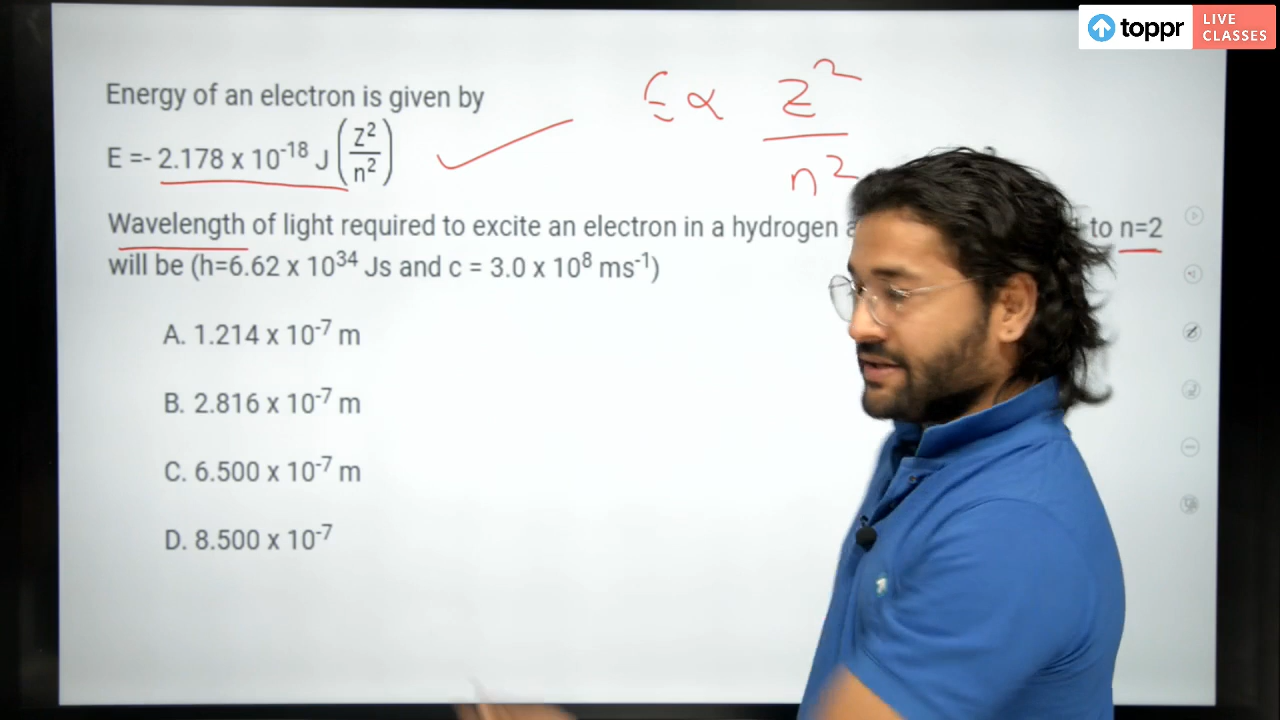 toppr LIVE CLASSES
Energy of an electron is given by
E =- 2.178 x 10⁻¹⁸ J (Z²/n²)
E ∝ Z²/n²
Wavelength of light required to excite an electron in a hydrogen to n=2
will be (h=6.62 x 10³⁴ Js and c = 3.0 x 10⁸ ms⁻¹)
A. 1.214 x 10⁻⁷ m
B. 2.816 x 10⁻⁷ m
C. 6.500 x 10⁻⁷ m
D. 8.500 x 10⁻⁷